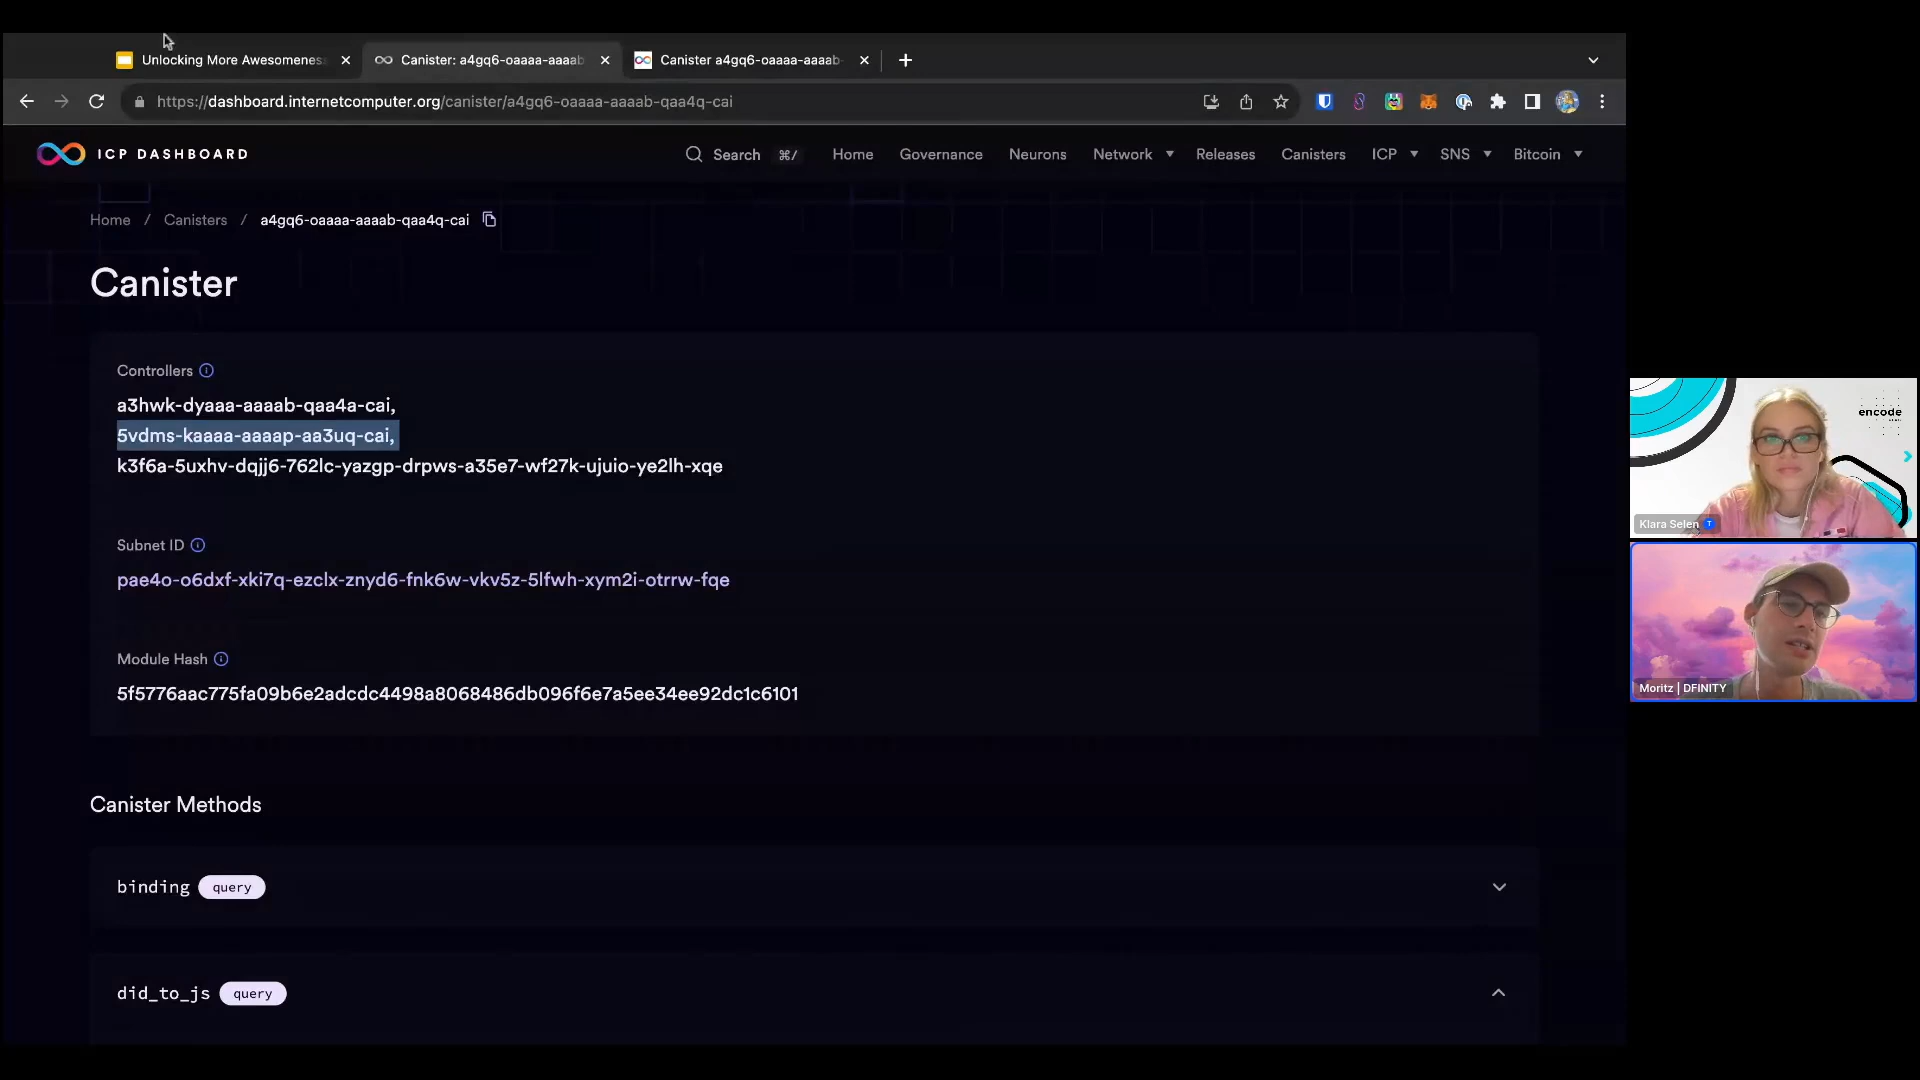 Unlocking More Awesomenes
Canister: a4gq6-oaaaa-aaaab
Canister a4gq6-oaaaa-aaaab-
https://dashboard.internetcomputer.org/canister/a4gq6-oaaaa-aaaab-qaa4q-cai
ICP DASHBOARD
Search ⌘/
Home
Governance
Neurons
Network
Releases
Canisters
ICP
SNS
Bitcoin
Home / Canisters / a4gq6-oaaaa-aaaab-qaa4q-cai
Canister
Controllers
a3hwk-dyaaa-aaaab-qaa4a-cai,
5vdms-kaaaa-aaaap-aa3uq-cai,
k3f6a-5uxhv-dqjj6-762lc-yazgp-drpws-a35e7-wf27k-ujuio-ye2lh-xqe
Subnet ID
pae4o-o6dxf-xki7q-ezclx-znyd6-fnk6w-vkv5z-5lfwh-xym2i-otrrw-fqe
Module Hash
5f5776aac775fa09b6e2adcdc4498a8068486db096f6e7a5ee34ee92dc1c6101
Canister Methods
binding query
did_to_js query
encode
Klara Selen
Moritz | DFINITY